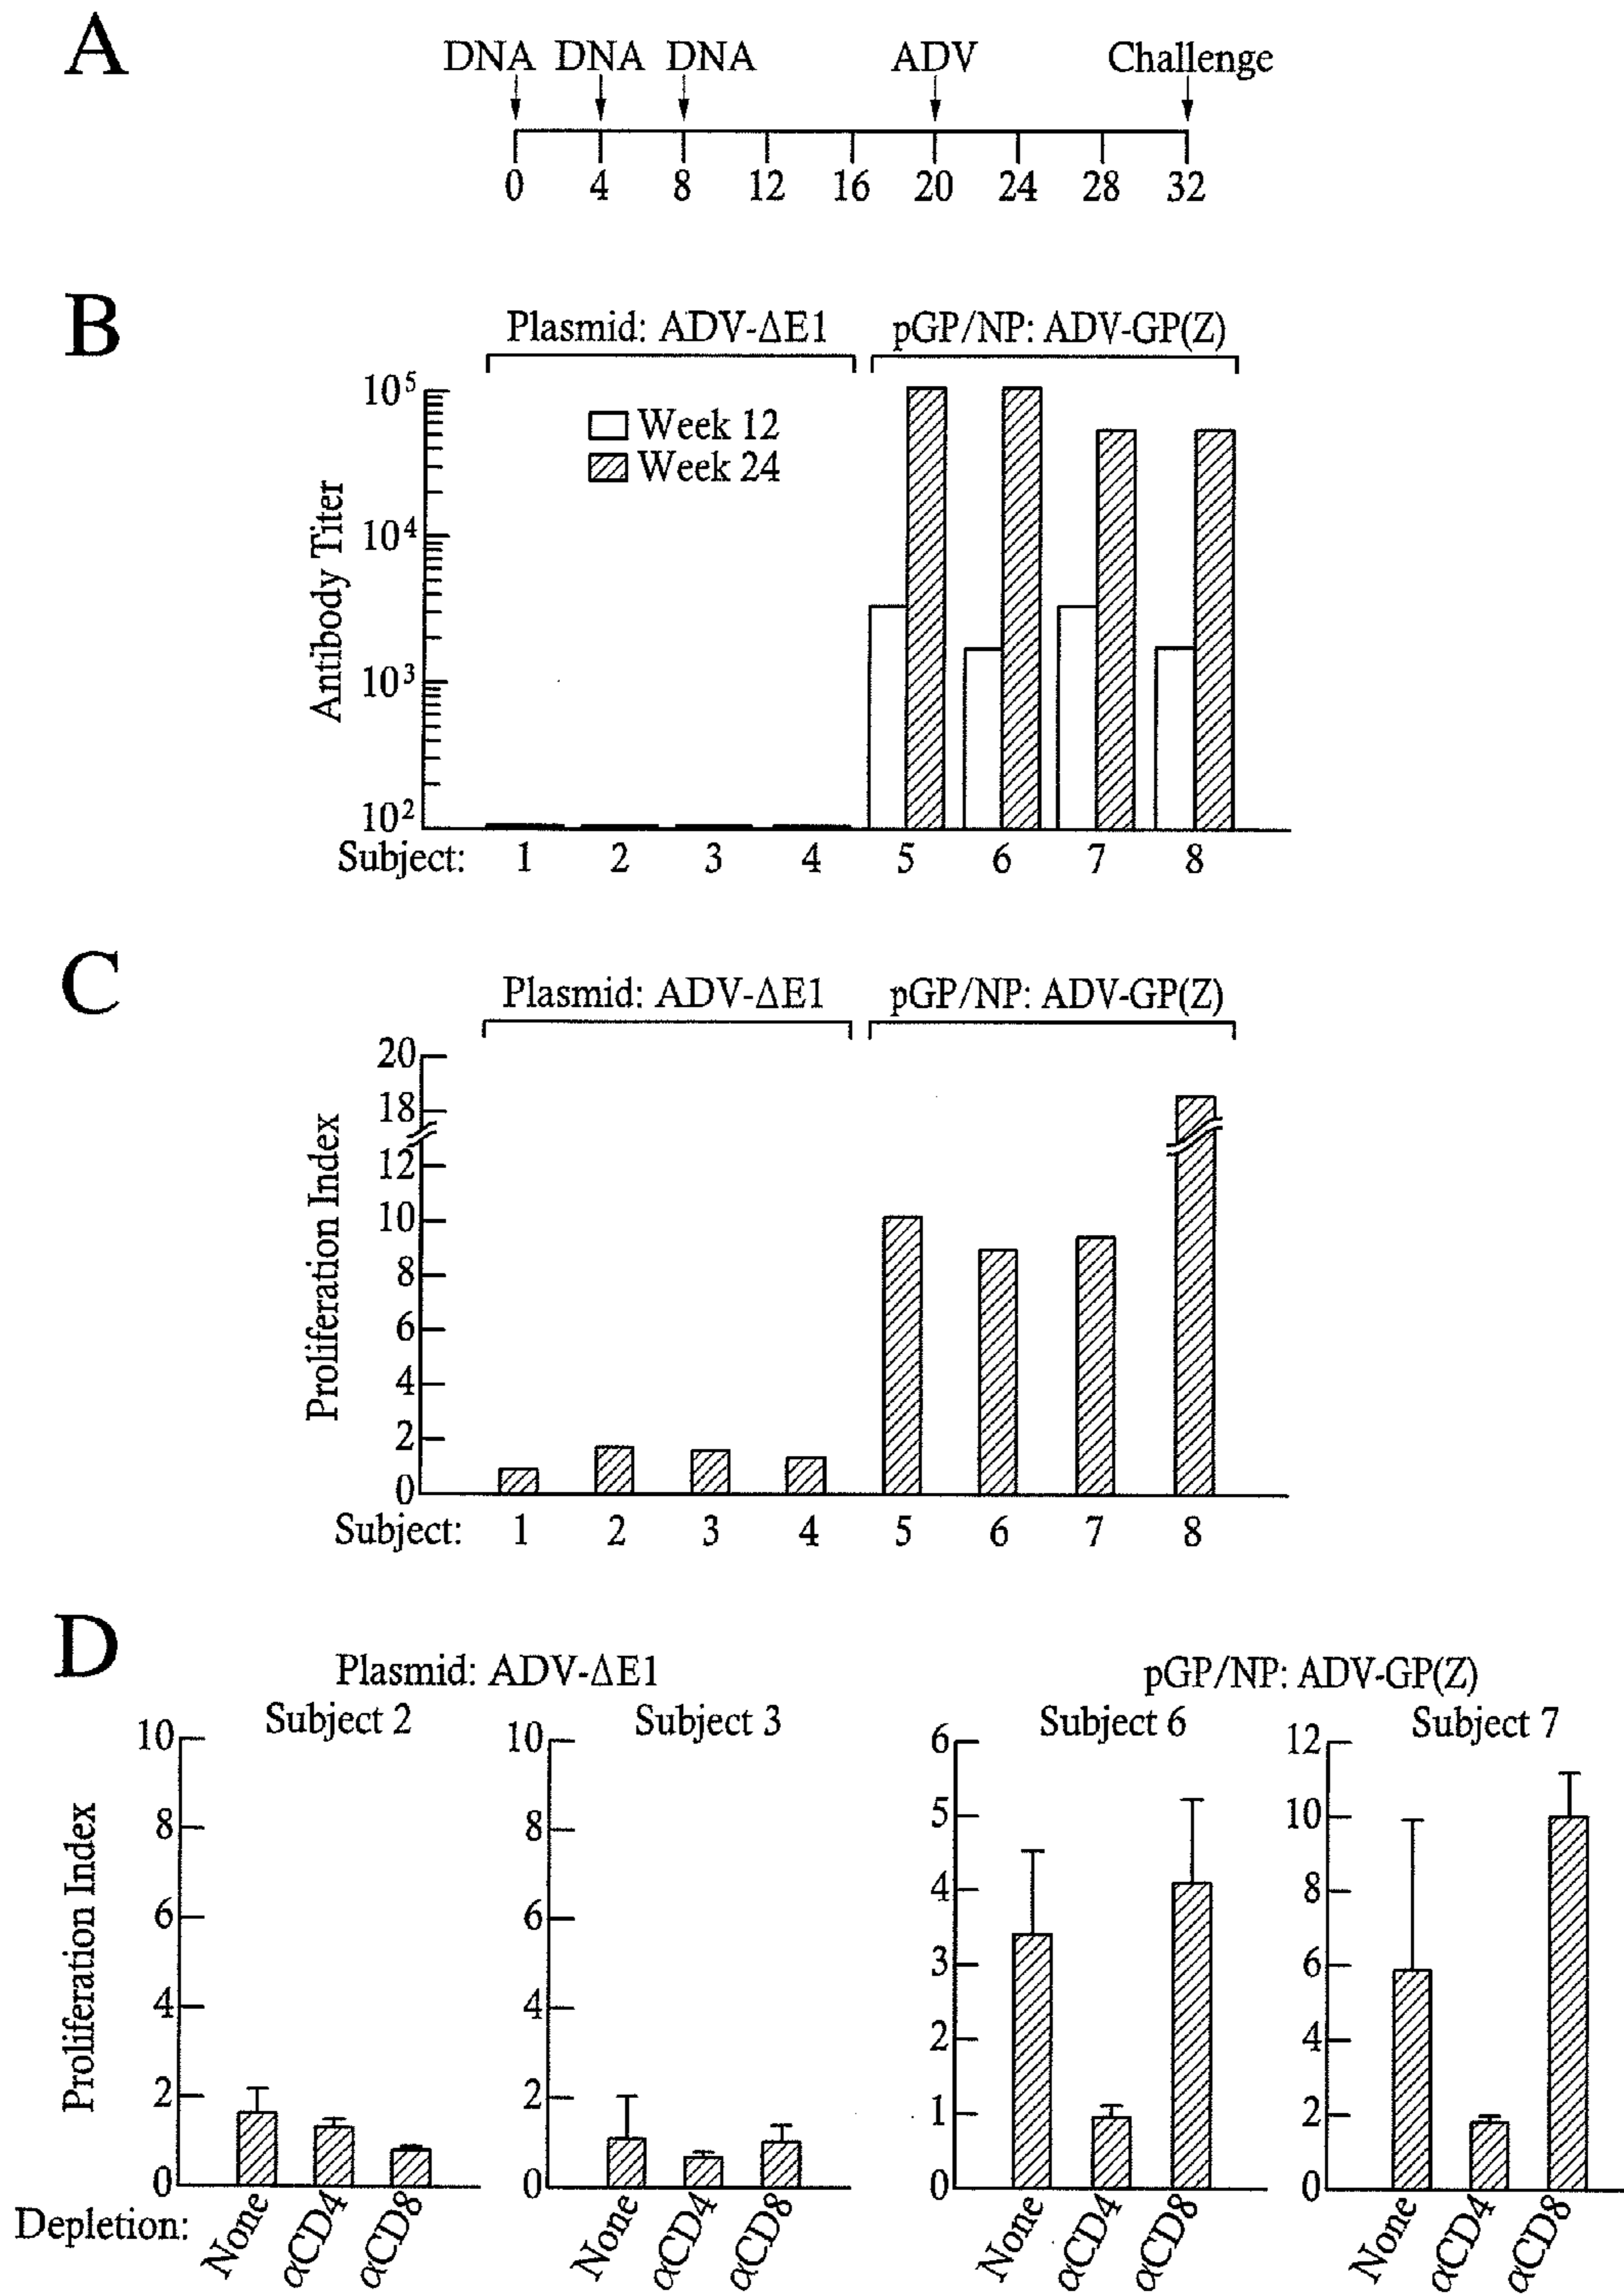 A
DNA DNA DNA ADV Challenge
0 4 8 12 16 20 24 28 32
B
Plasmid: ADV-ΔE1 pGP/NP: ADV-GP(Z)
10⁵
10⁴
10³
10²
Antibody Titer
Week 12
Week 24
Subject: 1 2 3 4 5 6 7 8
C
Plasmid: ADV-ΔE1 pGP/NP: ADV-GP(Z)
20
18
12
10
8
6
4
2
0
Proliferation Index
Subject: 1 2 3 4 5 6 7 8
D
Plasmid: ADV-ΔE1 pGP/NP: ADV-GP(Z)
Subject 2 Subject 3 Subject 6 Subject 7
Proliferation Index
10
8
6
4
2
0
10
8
6
4
2
0
6
5
4
3
2
1
0
12
10
8
6
4
2
0
Depletion: None αCD4 αCD8 None αCD4 αCD8 None αCD4 αCD8 None αCD4 αCD8